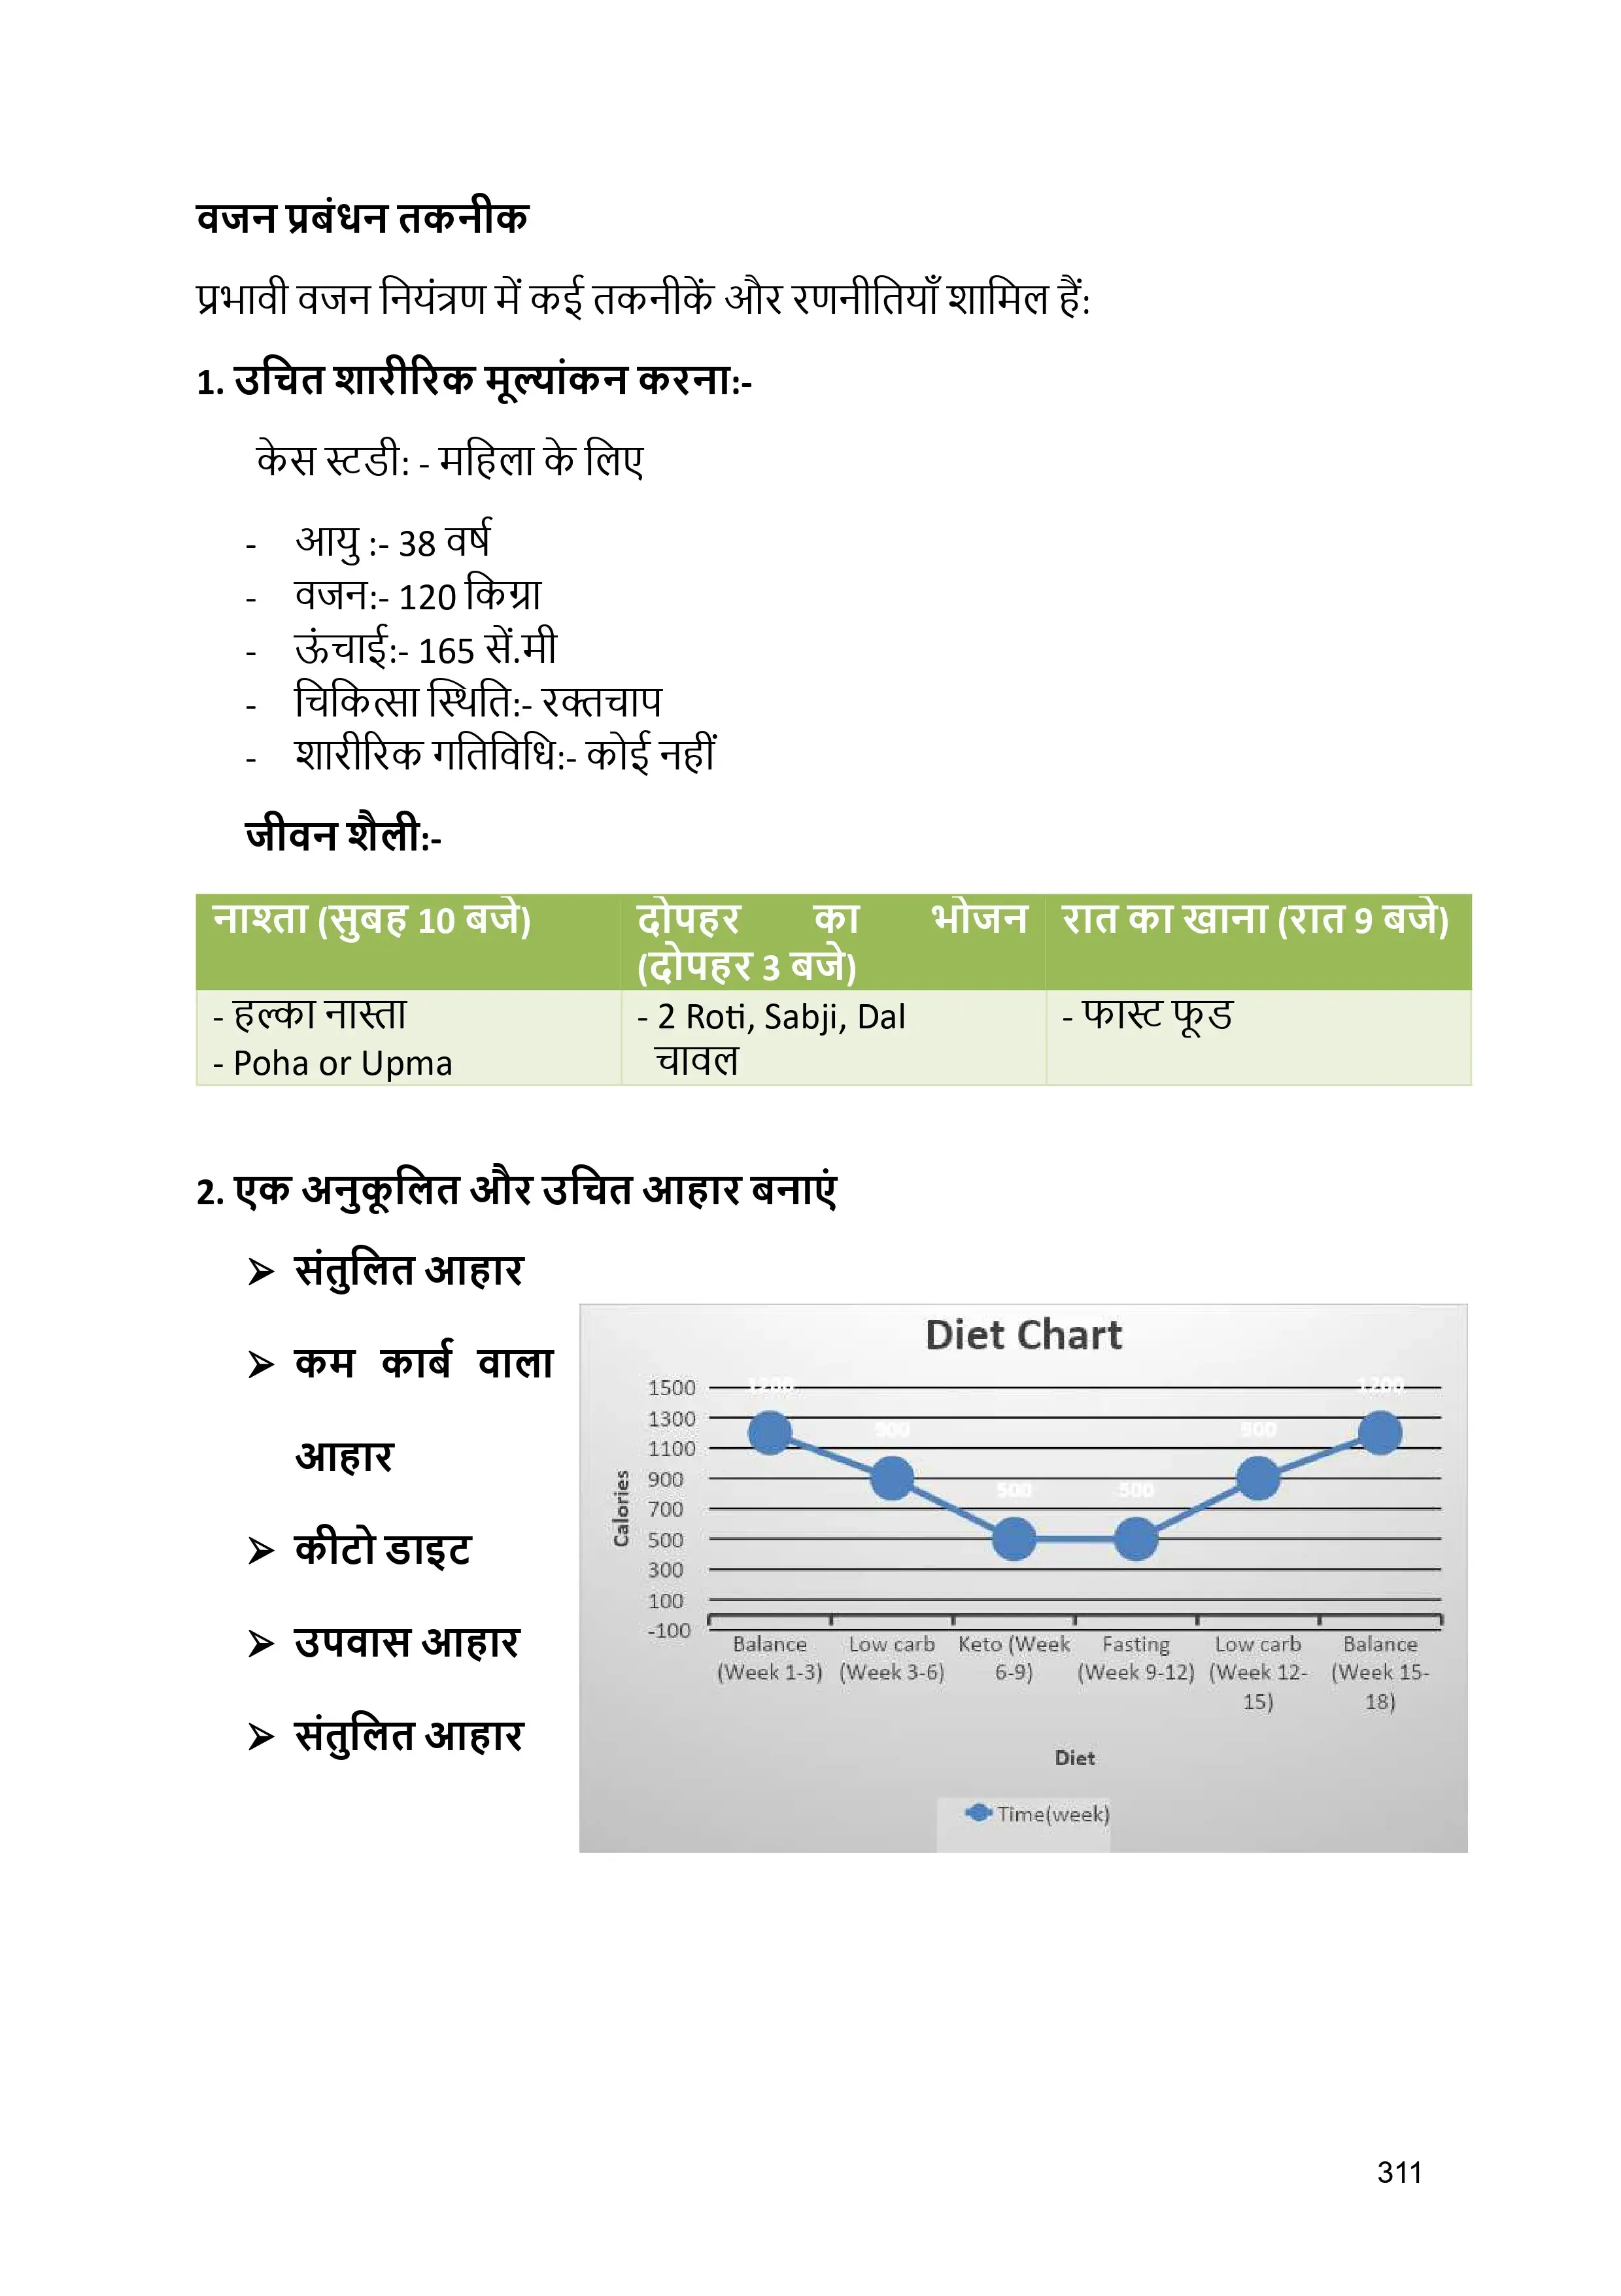 वजन प्रबंधन तकनीक
प्रभावी वजन नियंत्रण में कई तकनीकें और रणनीतियाँ शामिल हैं:
1. उचित शारीरिक मूल्यांकन करना:-
केस स्टडी: - महिला के लिए
- आयु :- 38 वर्ष
- वजन:- 120 किग्रा
- ऊंचाई:- 165 सें.मी
- चिकित्सा स्थिति:- रक्तचाप
- शारीरिक गतिविधि:- कोई नहीं
जीवन शैली:-
नाश्ता (सुबह 10 बजे)
दोपहर का भोजन
(दोपहर 3 बजे)
रात का खाना (रात 9 बजे)
- हल्का नास्ता
- Poha or Upma
- 2 Roti, Sabji, Dal
चावल
- फास्ट फूड
2. एक अनुकूलित और उचित आहार बनाएं
➢ संतुलित आहार
➢ कम कार्ब वाला
आहार
➢ कीटो डाइट
➢ उपवास आहार
➢ संतुलित आहार
Diet Chart
Calories
1500
1300
1100
900
700
500
300
100
-100
1200
900
500
500
900
1200
Balance
(Week 1-3)
Low carb
(Week 3-6)
Keto (Week
6-9)
Fasting
(Week 9-12)
Low carb
(Week 12-
15)
Balance
(Week 15-
18)
Diet
Time(week)
311